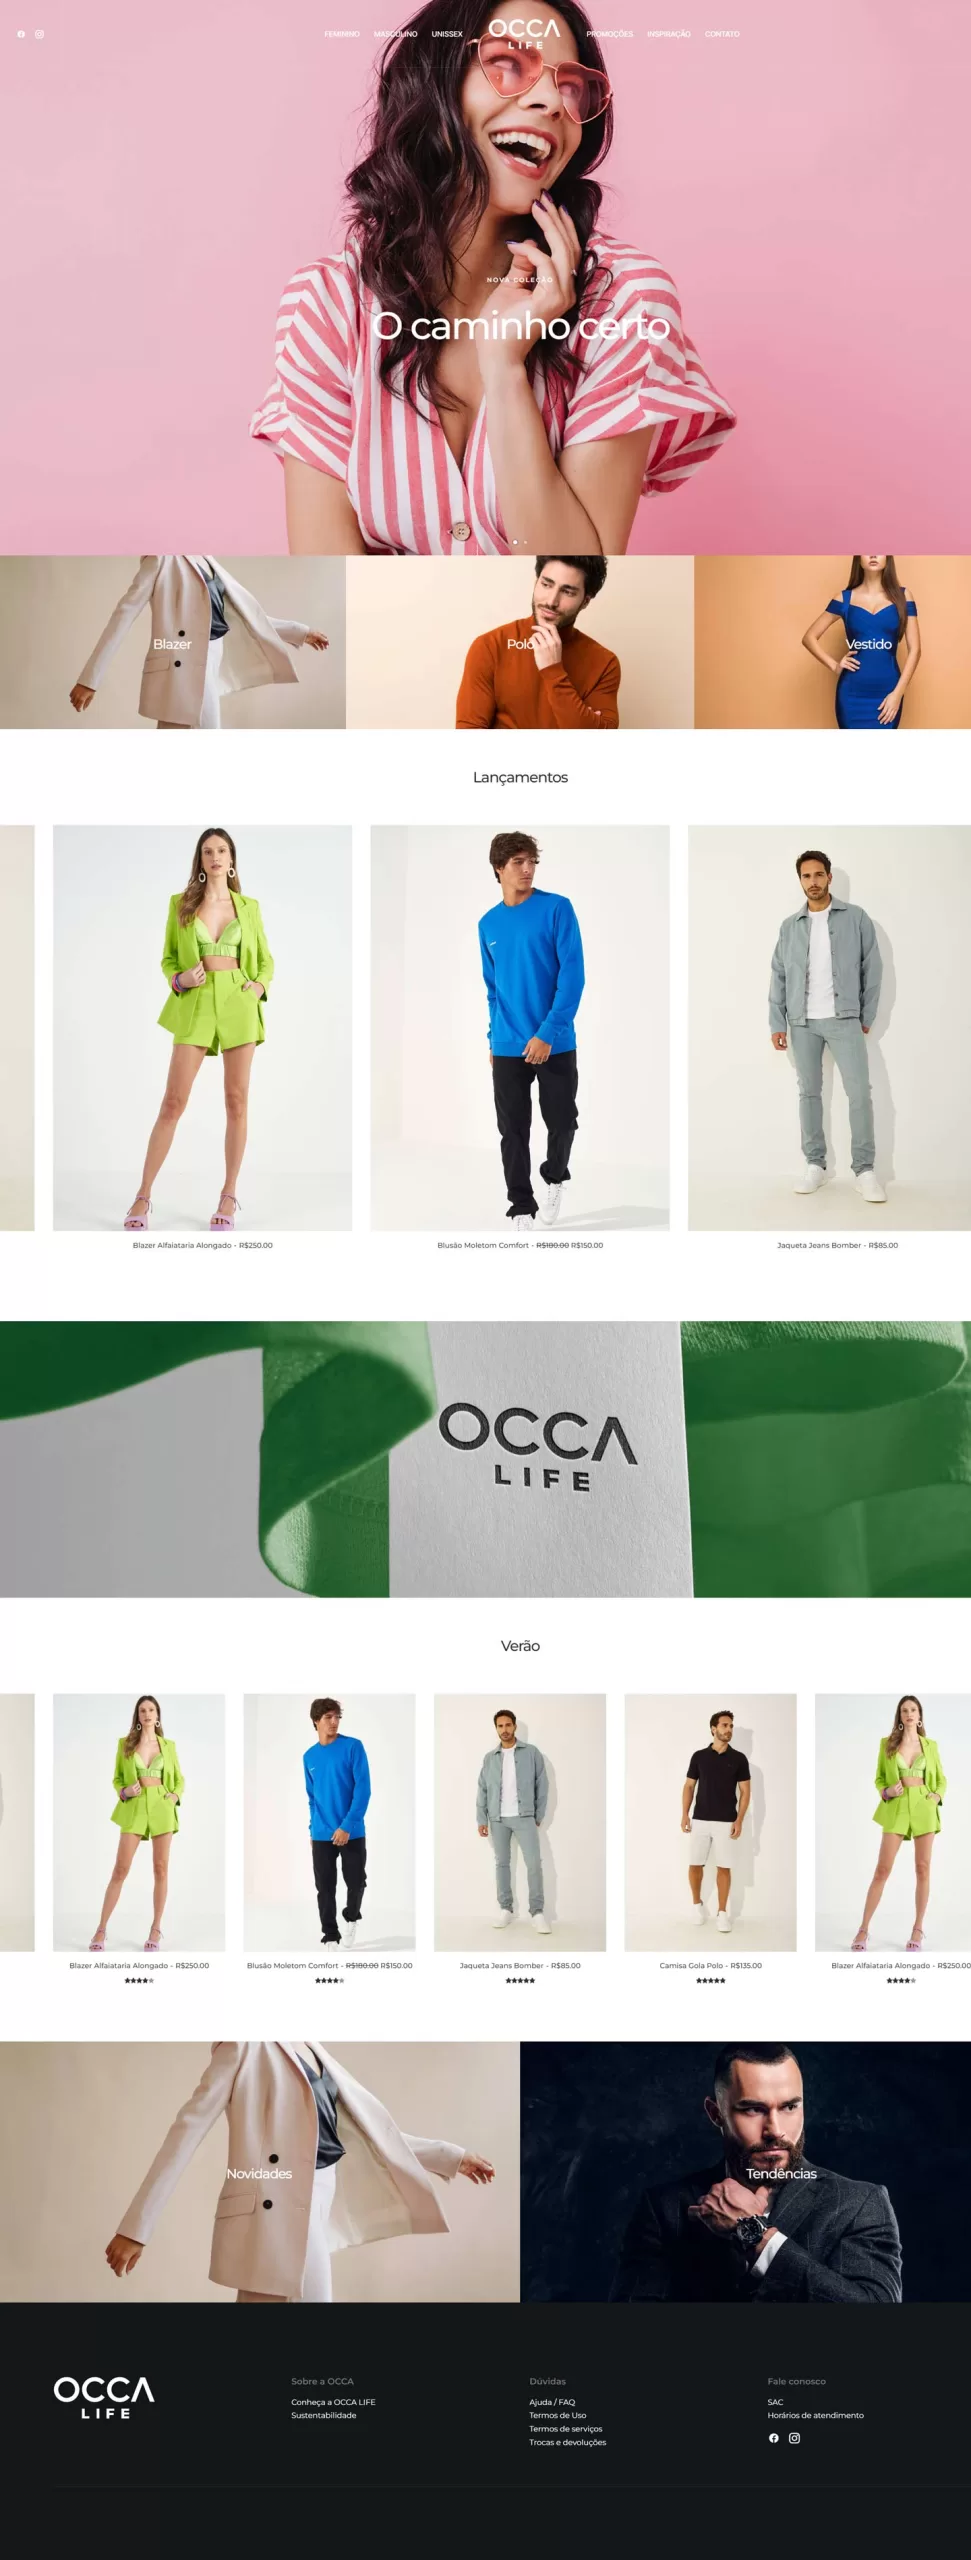 FEMININO MASCULINO UNISSEX OCCA LIFE PROMOÇÕES INSPIRAÇÃO CONTATO
NOVA COLEÇÃO
O caminho certo
Blazer Polo Vestido
Lançamentos
Blazer Alfaiataria Alongado - R$250.00 Blusão Moletom Comfort - R$180.00 R$150.00 Jaqueta Jeans Bomber - R$85.00
OCCA
LIFE
Verão
Blazer Alfaiataria Alongado - R$250.00 Blusão Moletom Comfort - R$180.00 R$150.00 Jaqueta Jeans Bomber - R$85.00 Camisa Gola Polo - R$135.00 Blazer Alfaiataria Alongado - R$250.00
Novidades Tendências
OCCA
LIFE
Sobre a OCCA
Conheça a OCCA LIFE
Sustentabilidade
Dúvidas
Ajuda / FAQ
Termos de Uso
Termos de serviços
Trocas e devoluções
Fale conosco
SAC
Horários de atendimento